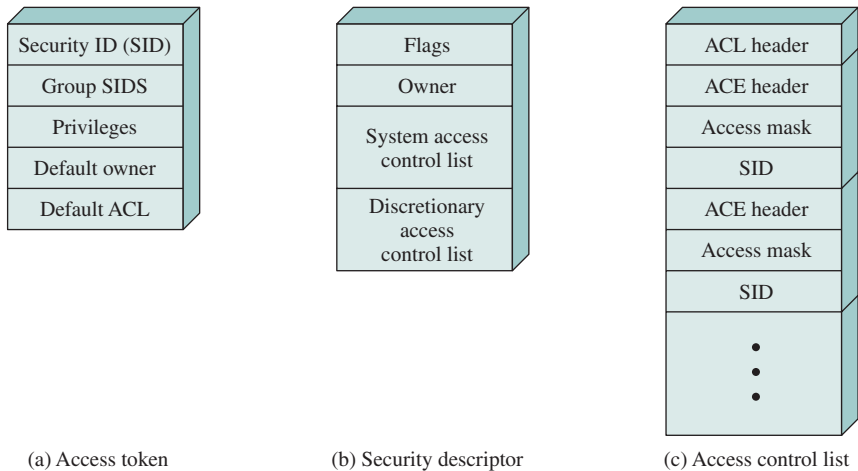 Security ID (SID)
Group SIDS
Privileges
Default owner
Default ACL
(a) Access token
Flags
Owner
System access
control list
Discretionary
access
control list
(b) Security descriptor
ACL header
ACE header
Access mask
SID
ACE header
Access mask
SID
(c) Access control list